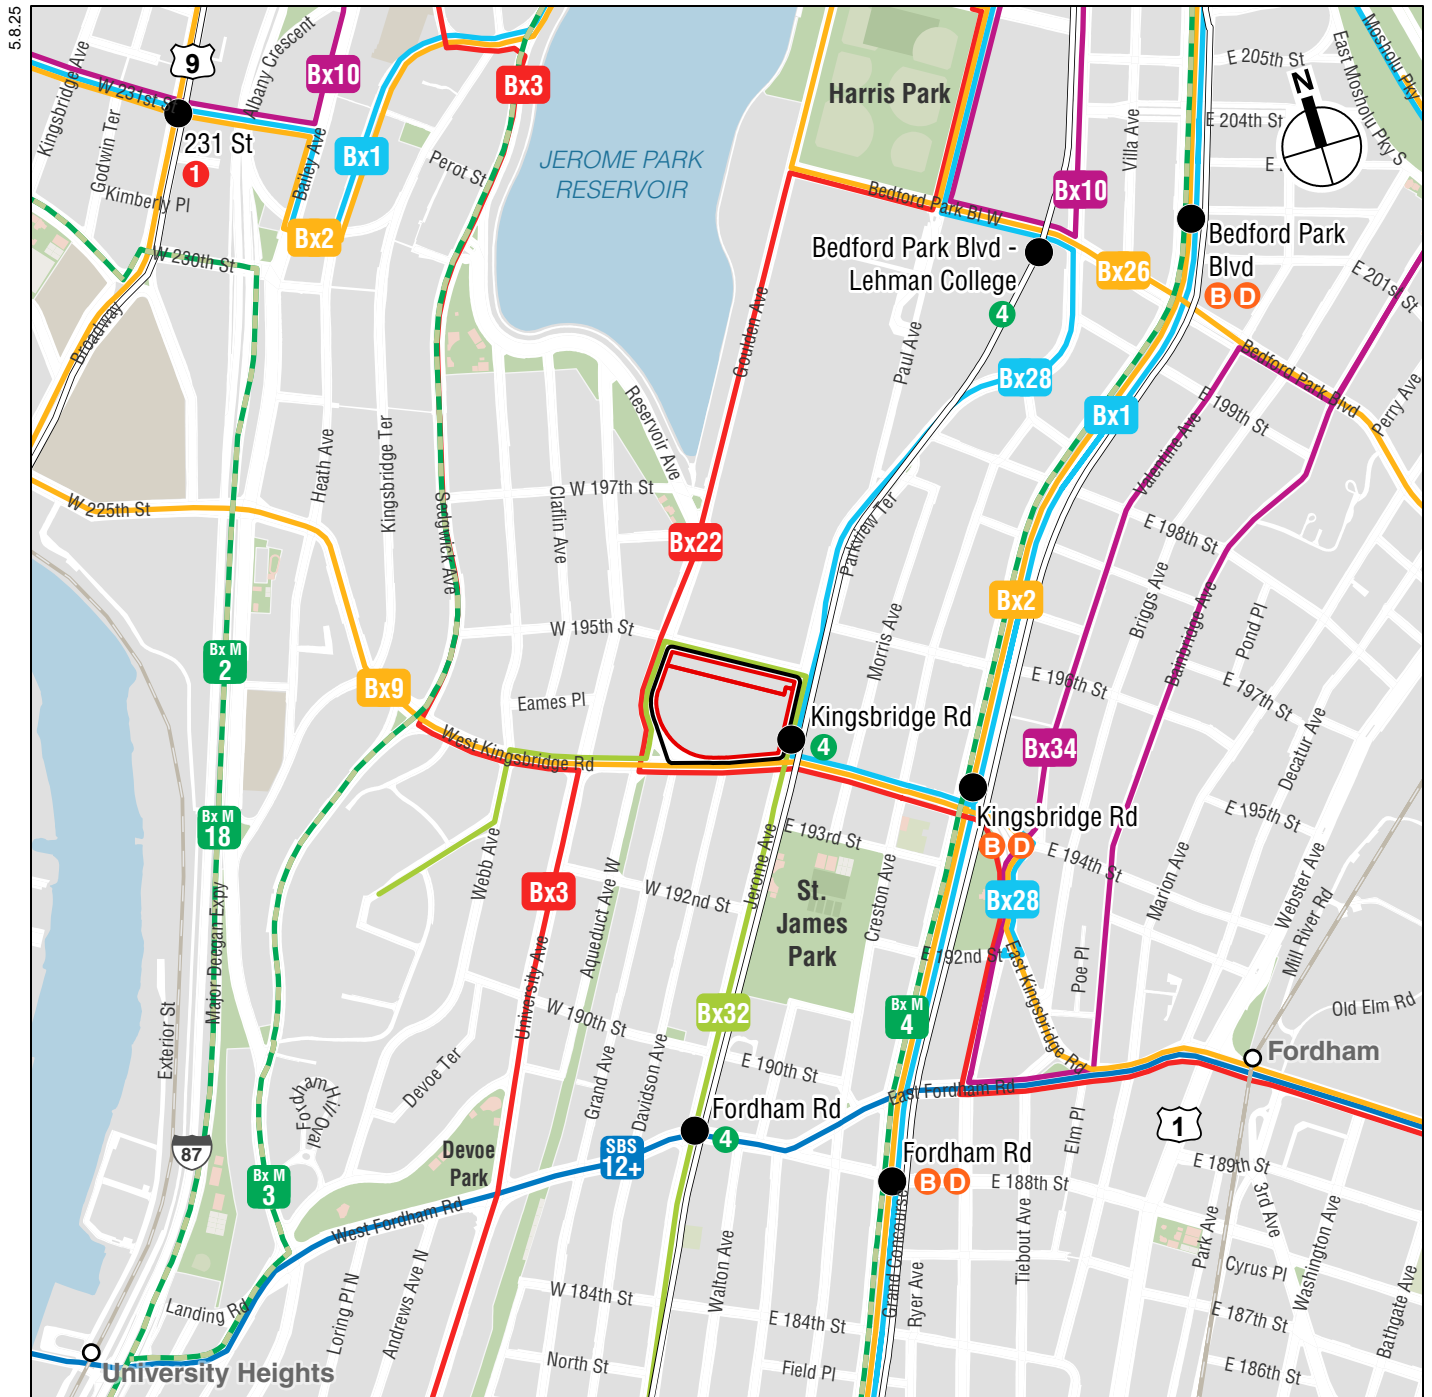 5.8.25
Kingsbridge Ave
9
Albany Crescent
Bx10
Bx3
Harris Park
E 205th St
East Mosholu Pky S
Mosholu Pky
N
W 231st St
Godwin Ter
231 St
1
Bailey Ave
Bx1
Perot St
JEROME PARK
RESERVOIR
Villa Ave
E 204th St
E
Kimberly Pl
Bx2
Bedford Park Bl W
Bx10
W 230th St
Bedford Park Blvd -
Lehman College
4
Bx26
Bedford Park
Blvd
B D
E 201st St
Broadway
Goulden Ave
Paul Ave
Bx28
Bx1
Bedford Park Blvd
Perry Ave
Reservoir Ave
E 199th St
Valentine Ave
Heath Ave
Kingsbridge Ter
Sedgwick Ave
Claflin Ave
W 197th St
W 225th St
Parkview Ter
Bx22
E 198th St
Bx2
Briggs Ave
Bainbridge Ave
Pond Pl
W 195th St
Morris Ave
Bx M
2
Bx9
Eames Pl
E 196th St
E 197th St
Kingsbridge Rd
4
West Kingsbridge Rd
Bx34
Decatur Ave
Bx M
18
Kingsbridge Rd
B D
E 193rd St
E 194th St
E 195th St
Webb Ave
Bx3
Aqueduct Ave W
W 192nd St
Jerome Ave
St.
James
Park
Creston Ave
Bx28
Marion Ave
Webster Ave
Mill River Rd
Major Deegan Expy
University Ave
E 192nd St
East Kingsbridge Rd
Poe Pl
Exterior St
W 190th St
Bx32
Bx M
4
Old Elm Rd
Fordham
Devoe Ter
Grand Ave
Davidson Ave
E 190th St
East Fordham Rd
Fordham Hill Oval
Fordham Rd
4
Elm Pl
1
87
Devoe
Park
SBS
12+
Fordham Rd
B D
E 188th St
E 189th St
Bx M
3
West Fordham Rd
Grand Concourse
Ryer Ave
Tiebout Ave
Park Ave
3rd Ave
Washington Ave
Cyrus Pl
Landing Rd
Loring Pl N
Andrews Ave N
W 184th St
Walton Ave
E 184th St
E 187th St
Bathgate Ave
University Heights
North St
Field Pl
E 186th St